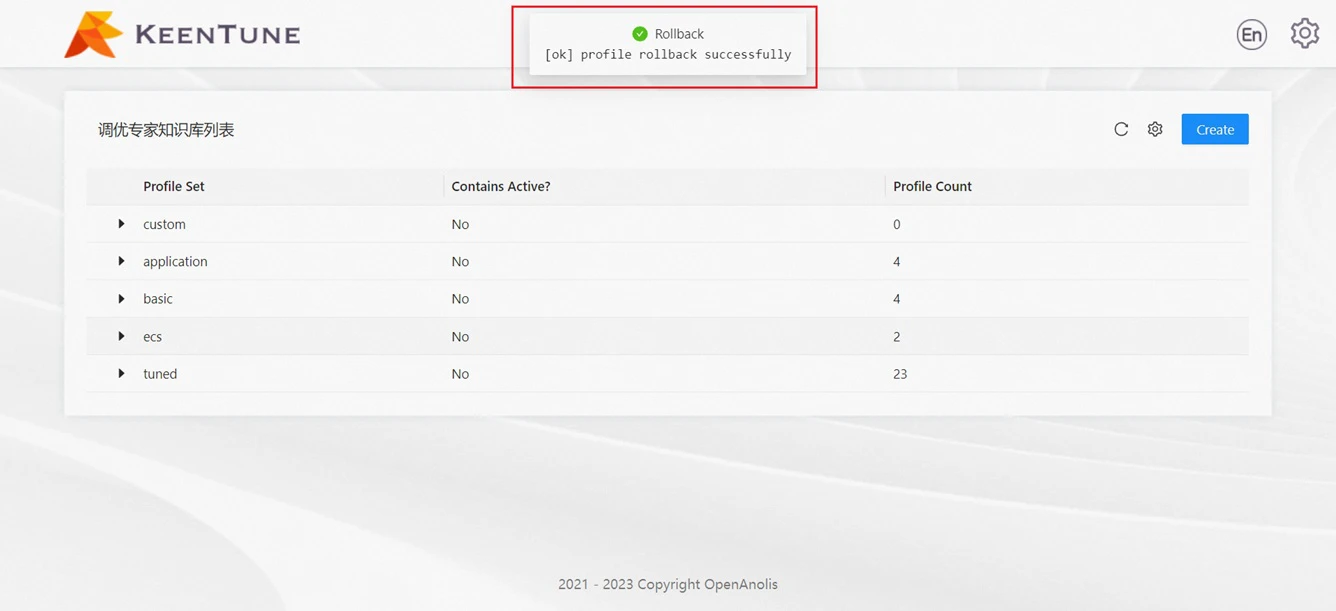 KEENTUNE
Rollback
[ok] profile rollback successfully
En
调优专家知识库列表
Create
Profile Set Contains Active? Profile Count
custom No 0
application No 4
basic No 4
ecs No 2
tuned No 23
2021 - 2023 Copyright OpenAnolis